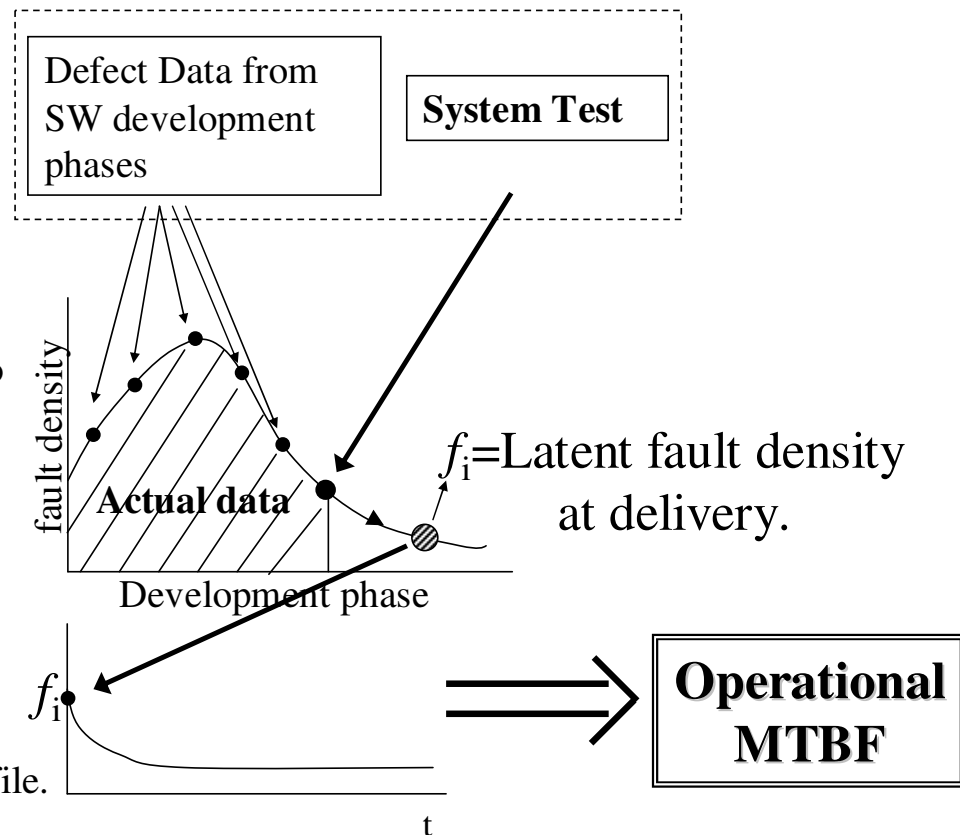 Defect Data from
SW development
phases
System Test
fault density
Actual data
fi=Latent fault density
at delivery.
Development phase
fi
Operational
MTBF
file.
t